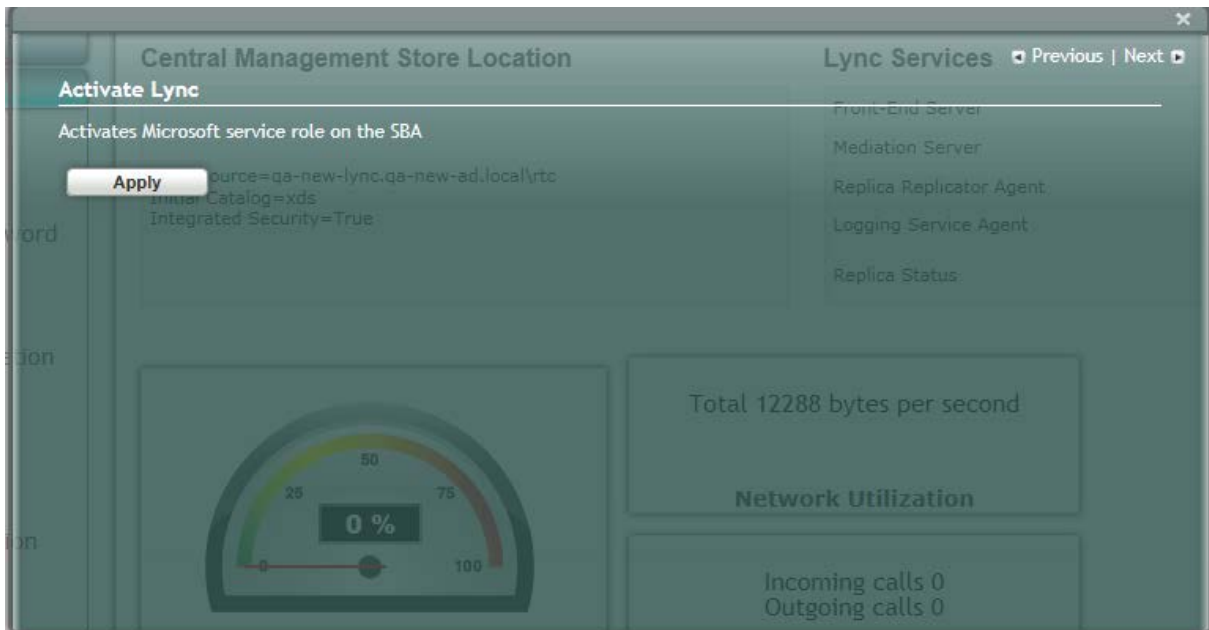 Central Management Store Location
Lync Services
Previous | Next
Activate Lync
Front-End Server
Activates Microsoft service role on the SBA
Mediation Server
Apply
ource=qa-new-lync.qa-new-ad.local\rtc
Initial Catalog=xds
Integrated Security=True
Replica Replicator Agent
Logging Service Agent
Replica Status
word
ation
ion
Total 12288 bytes per second
Network Utilization
0
25
50
75
100
0 %
Incoming calls 0
Outgoing calls 0